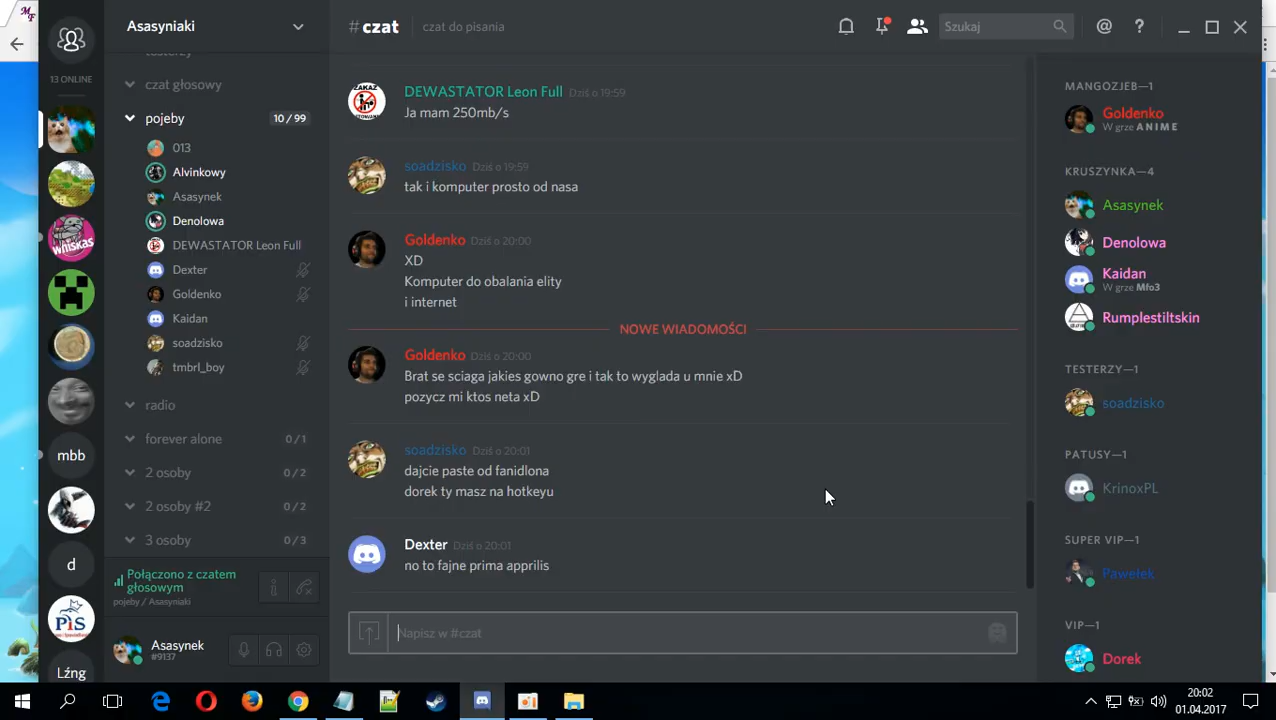 13 ONLINE
mbb
d
PiS
Lźng
WHISKAS
Asasyniaki
testerzy
czat głosowy
pojeby 10 / 99
013
Alvinkowy
Asasynek
Denolowa
DEWASTATOR Leon Full
Dexter
Goldenko
Kaidan
soadzisko
tmbrl_boy
radio
forever alone 0 / 1
2 osoby 0 / 2
2 osoby #2 0 / 2
3 osoby 0 / 3
Połączono z czatem
głosowym
pojeby / Asasyniaki
Asasynek
#9137
#czat czat do pisania
Szukaj
DEWASTATOR Leon Full Dziś o 19:59
Ja mam 250mb/s
soadzisko Dziś o 19:59
tak i komputer prosto od nasa
Goldenko Dziś o 20:00
XD
Komputer do obalania elity
i internet
NOWE WIADOMOŚCI
Goldenko Dziś o 20:00
Brat se sciaga jakies gowno gre i tak to wyglada u mnie xD
pozycz mi ktos neta xD
soadzisko Dziś o 20:01
dajcie paste od fanidlona
dorek ty masz na hotkeyu
Dexter Dziś o 20:01
no to fajne prima apprilis
Napisz w #czat
MANGOZJEB—1
Goldenko
W grze A N I M E
KRUSZYNKA—4
Asasynek
Denolowa
Kaidan
W grze Mfo3
Rumplestiltskin
TESTERZY—1
soadzisko
PATUSY—1
KrinoxPL
SUPER VIP—1
Pawełek
VIP—1
Dorek
20:02
01.04.2017